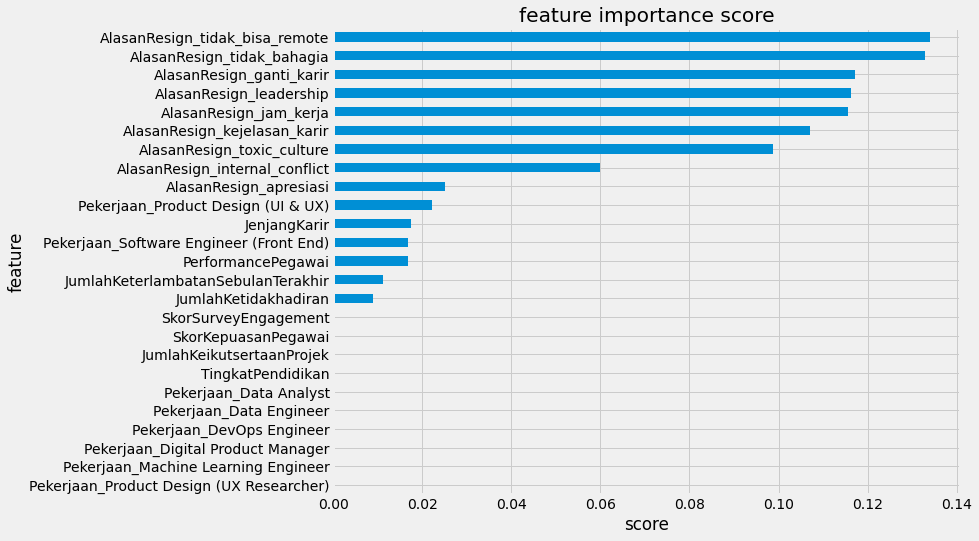 feature importance score
AlasanResign_tidak_bisa_remote
AlasanResign_tidak_bahagia
AlasanResign_ganti_karir
AlasanResign_leadership
AlasanResign_jam_kerja
AlasanResign_kejelasan_karir
AlasanResign_toxic_culture
AlasanResign_internal_conflict
AlasanResign_apresiasi
Pekerjaan_Product Design (UI & UX)
JenjangKarir
Pekerjaan_Software Engineer (Front End)
PerformancePegawai
JumlahKeterlambatanSebulanTerakhir
JumlahKetidakhadiran
SkorSurveyEngagement
SkorKepuasanPegawai
JumlahKeikutsertaanProjek
TingkatPendidikan
Pekerjaan_Data Analyst
Pekerjaan_Data Engineer
Pekerjaan_DevOps Engineer
Pekerjaan_Digital Product Manager
Pekerjaan_Machine Learning Engineer
Pekerjaan_Product Design (UX Researcher)
feature
0.00 0.02 0.04 0.06 0.08 0.10 0.12 0.14
score